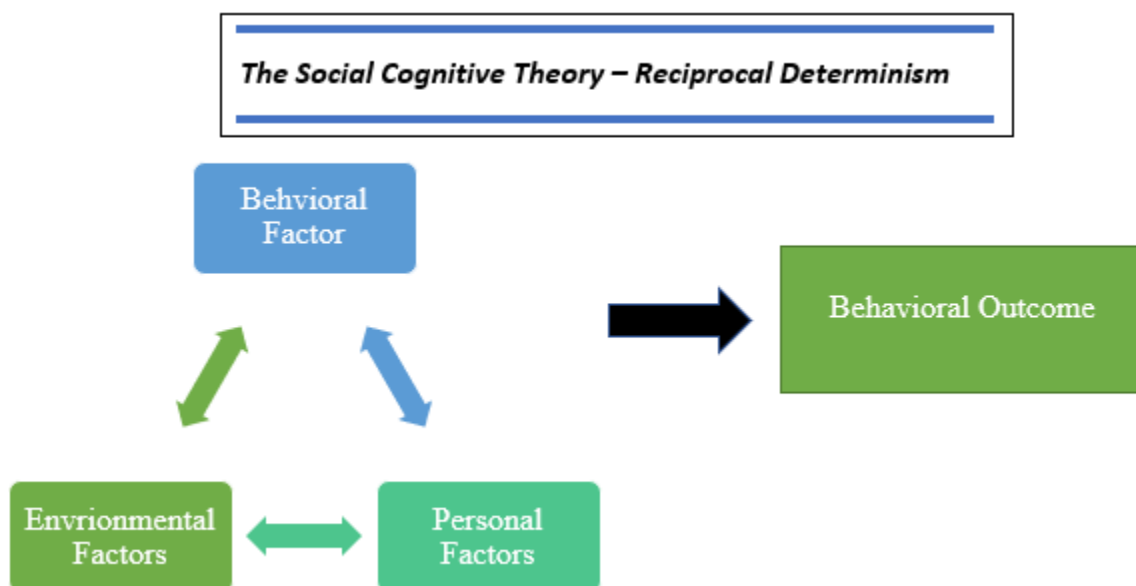 The Social Cognitive Theory – Reciprocal Determinism
Behvioral
Factor
Behavioral Outcome
Envrionmental
Factors
Personal
Factors